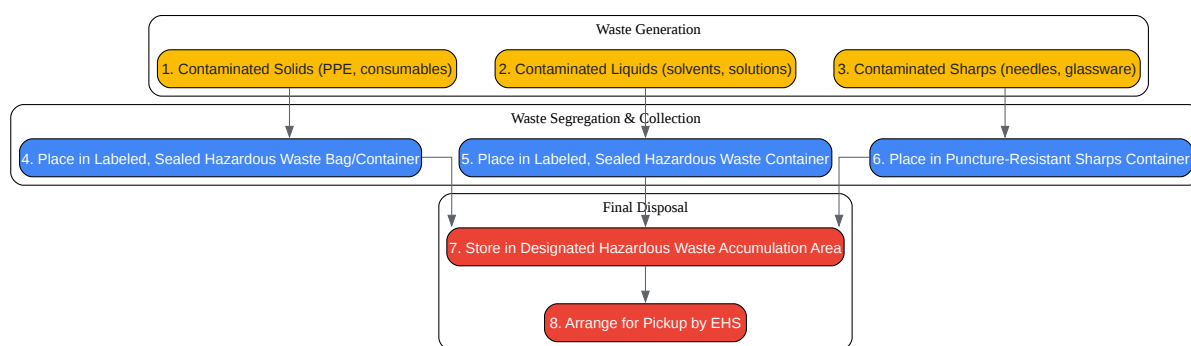 Waste Generation
1. Contaminated Solids (PPE, consumables)
2. Contaminated Liquids (solvents, solutions)
3. Contaminated Sharps (needles, glassware)
Waste Segregation & Collection
4. Place in Labeled, Sealed Hazardous Waste Bag/Container
5. Place in Labeled, Sealed Hazardous Waste Container
6. Place in Puncture-Resistant Sharps Container
Final Disposal
7. Store in Designated Hazardous Waste Accumulation Area
8. Arrange for Pickup by EHS